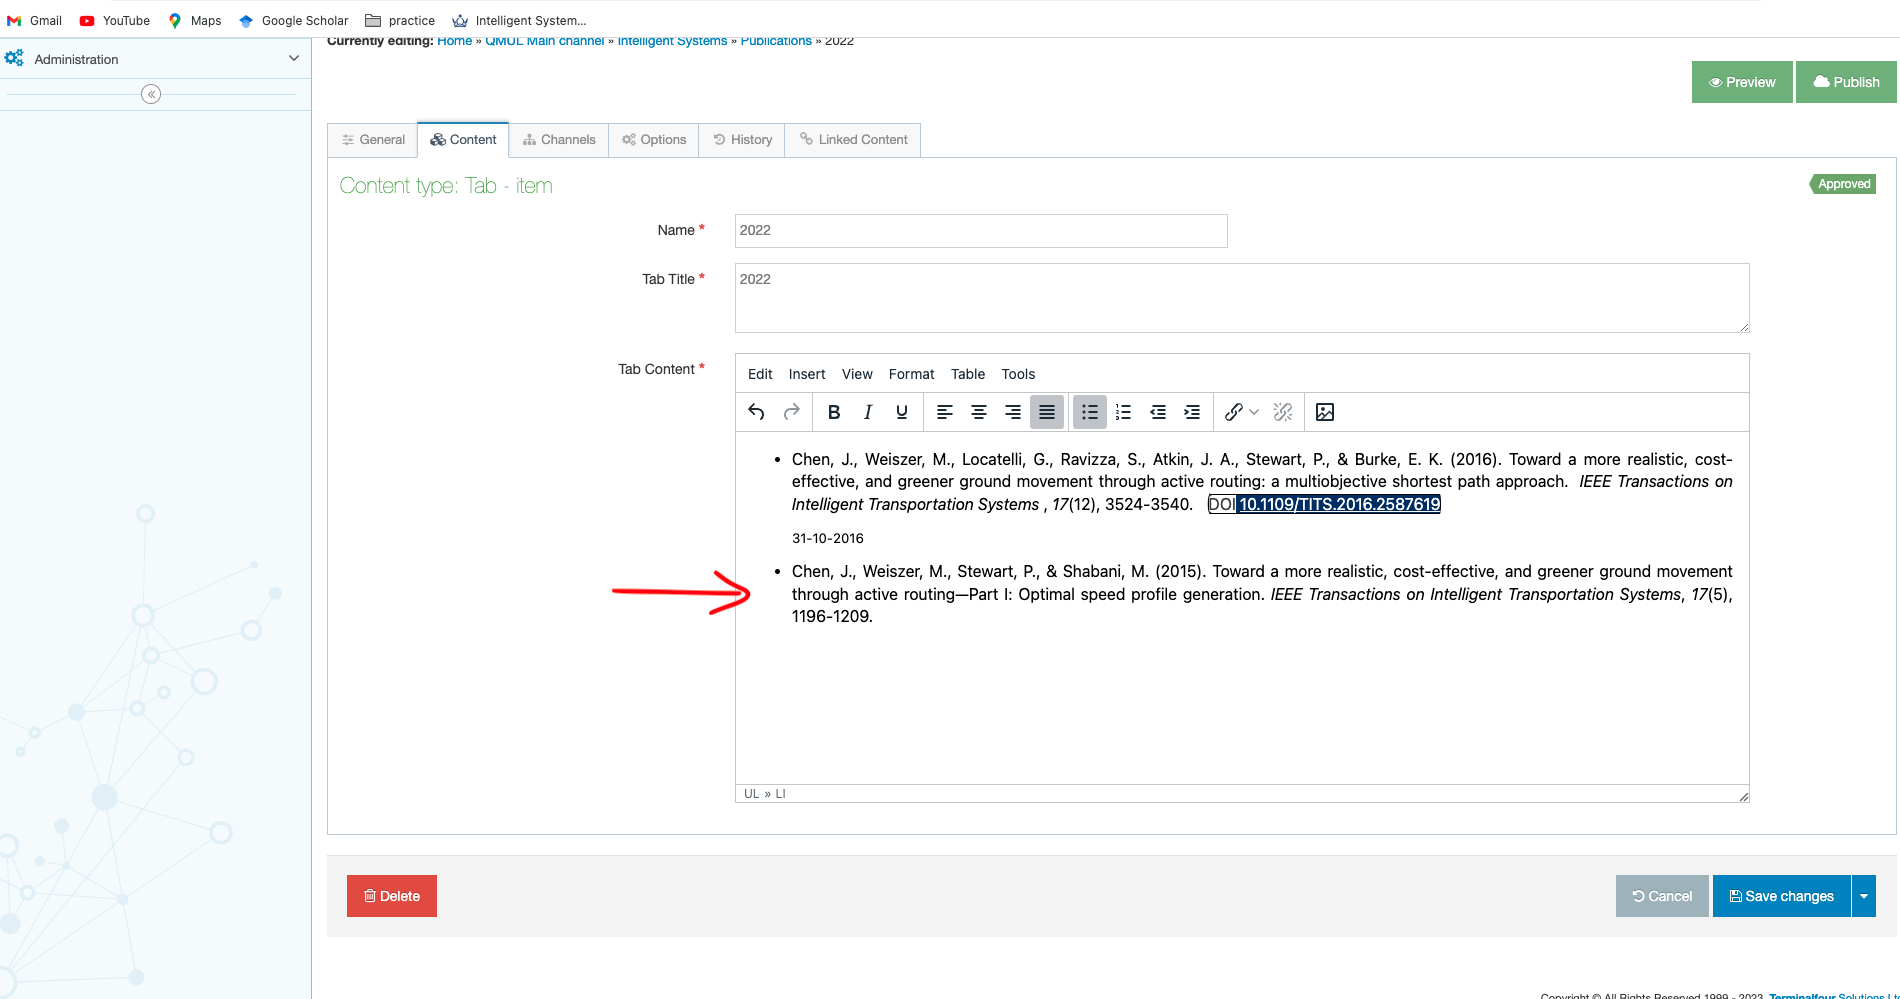 Gmail YouTube Maps Google Scholar practice Intelligent System...
Currently editing: Home » QMUL Main channel » Intelligent Systems » Publications » 2022
Administration
Preview Publish
General Content Channels Options History Linked Content
Content type: Tab - item
Approved
Name * 2022
Tab Title * 2022
Tab Content *
Edit Insert View Format Table Tools
B I U
Chen, J., Weiszer, M., Locatelli, G., Ravizza, S., Atkin, J. A., Stewart, P., & Burke, E. K. (2016). Toward a more realistic, cost-
effective, and greener ground movement through active routing: a multiobjective shortest path approach. IEEE Transactions on
Intelligent Transportation Systems , 17(12), 3524-3540. DOI 10.1109/TITS.2016.2587619
31-10-2016
Chen, J., Weiszer, M., Stewart, P., & Shabani, M. (2015). Toward a more realistic, cost-effective, and greener ground movement
through active routing—Part I: Optimal speed profile generation. IEEE Transactions on Intelligent Transportation Systems, 17(5),
1196-1209.
UL » LI
Delete
Cancel Save changes
Copyright © All Rights Reserved 1999 - 2023 Terminalfour Solutions